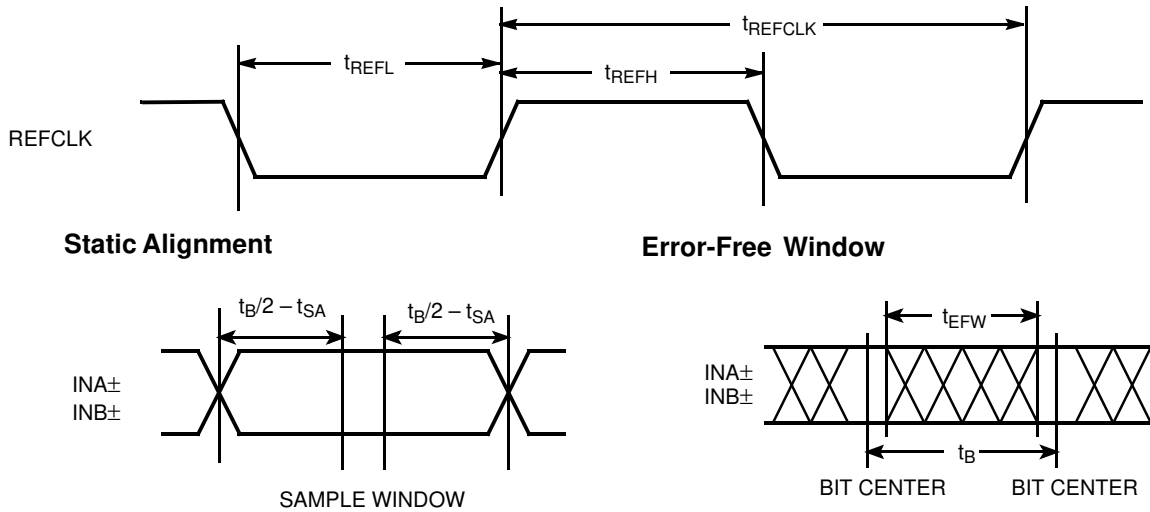 tREFCLK
tREFL
tREFH
REFCLK
Static Alignment
Error-Free Window
tB/2 – tSA
tB/2 – tSA
tEFW
INA±
INB±
INA±
INB±
tB
SAMPLE WINDOW
BIT CENTER
BIT CENTER